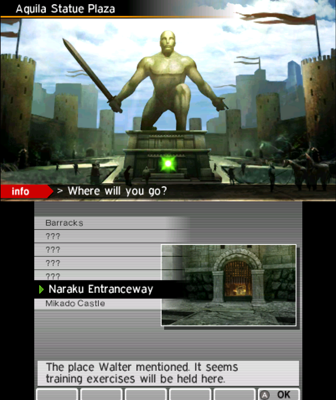 Aquila Statue Plaza
info
> Where will you go?
Barracks
???
???
???
???
Naraku Entranceway
Mikado Castle
The place Walter mentioned. It seems
training exercises will be held here.
A OK